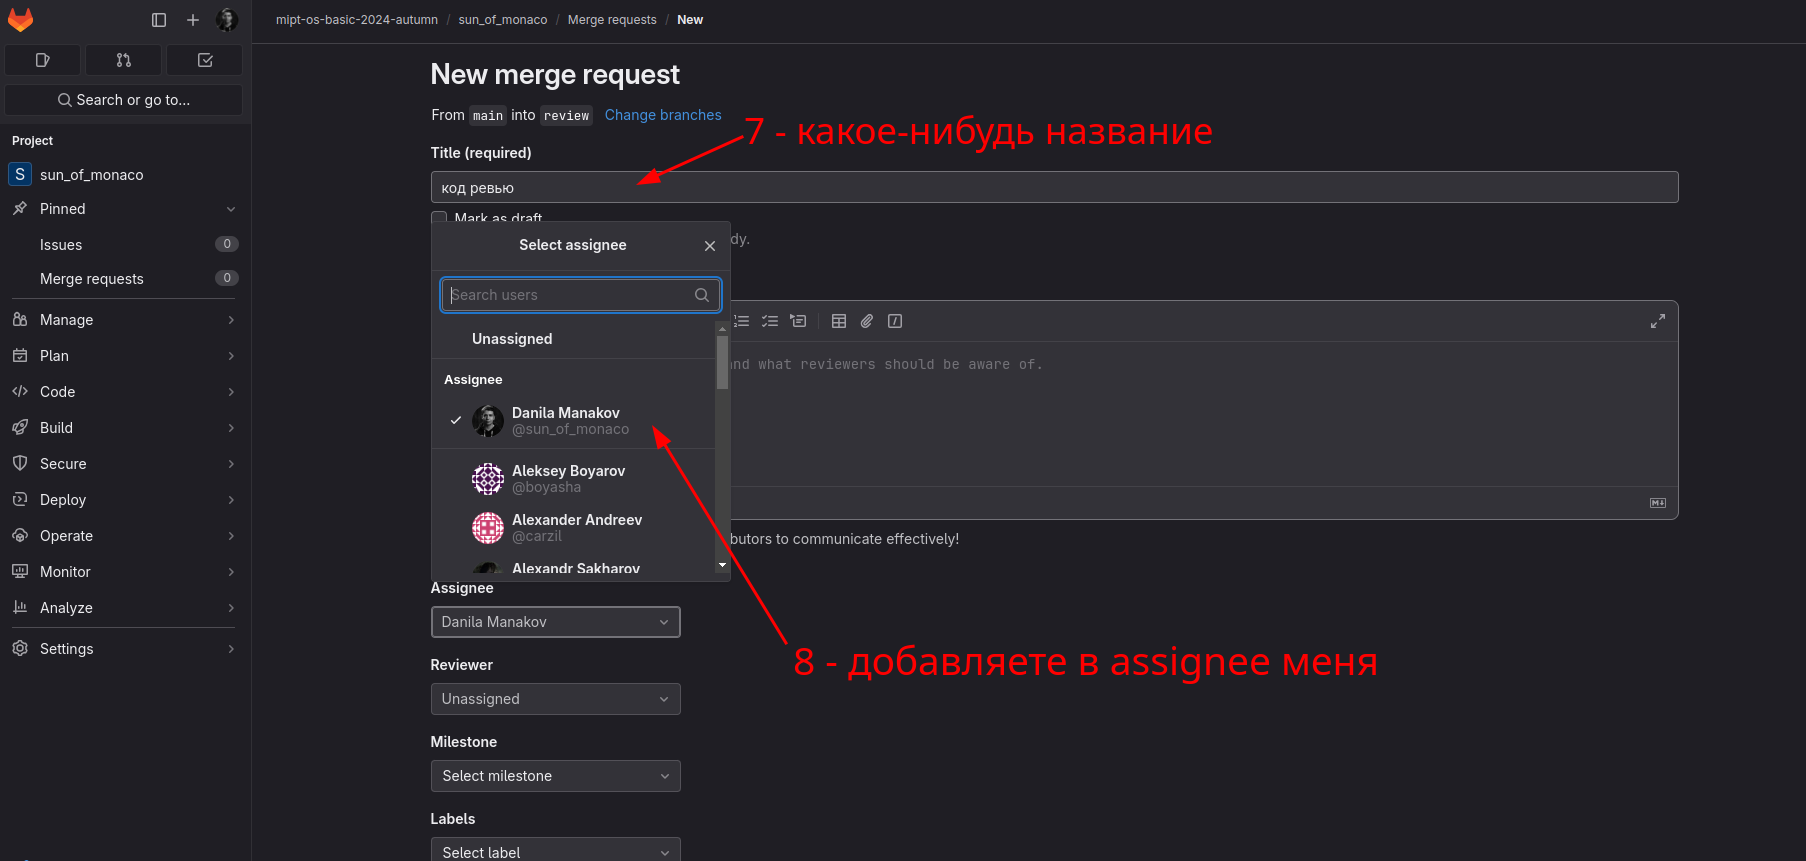 mipt-os-basic-2024-autumn / sun_of_monaco / Merge requests / New
Search or go to...
Project
S sun_of_monaco
Pinned
Issues 0
Merge requests 0
Manage
Plan
Code
Build
Secure
Deploy
Operate
Monitor
Analyze
Settings
New merge request
From main into review Change branches
7 - какое-нибудь название
Title (required)
код ревью
Mark as draft
dy.
Select assignee
Search users
Unassigned
and what reviewers should be aware of.
Assignee
Danila Manakov
@sun_of_monaco
Aleksey Boyarov
@boyasha
Alexander Andreev
@carzil
Alexandr Sakharov
butors to communicate effectively!
Assignee
Danila Manakov
8 - добавляете в assignee меня
Reviewer
Unassigned
Milestone
Select milestone
Labels
Select label